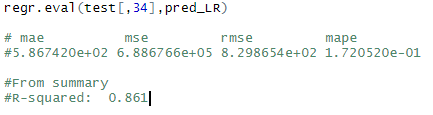 regr.eval(test[,34],pred_LR)
# mae mse rmse mape
#5.867420e+02 6.886766e+05 8.298654e+02 1.720520e-01
#From summary
#R-squared: 0.861